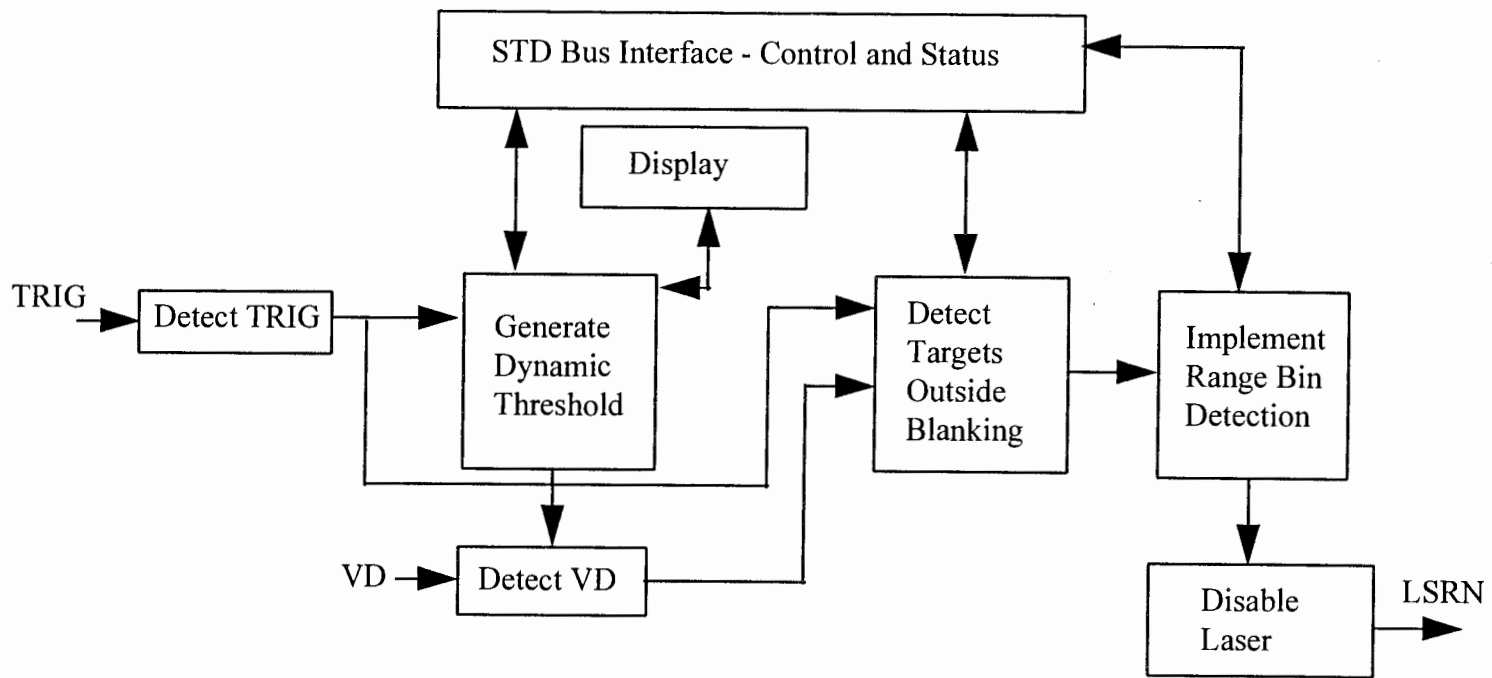 STD Bus Interface - Control and Status
Display
TRIG
Detect TRIG
Generate
Dynamic
Threshold
Detect
Targets
Outside
Blanking
Implement
Range Bin
Detection
VD
Detect VD
Disable
Laser
LSRN